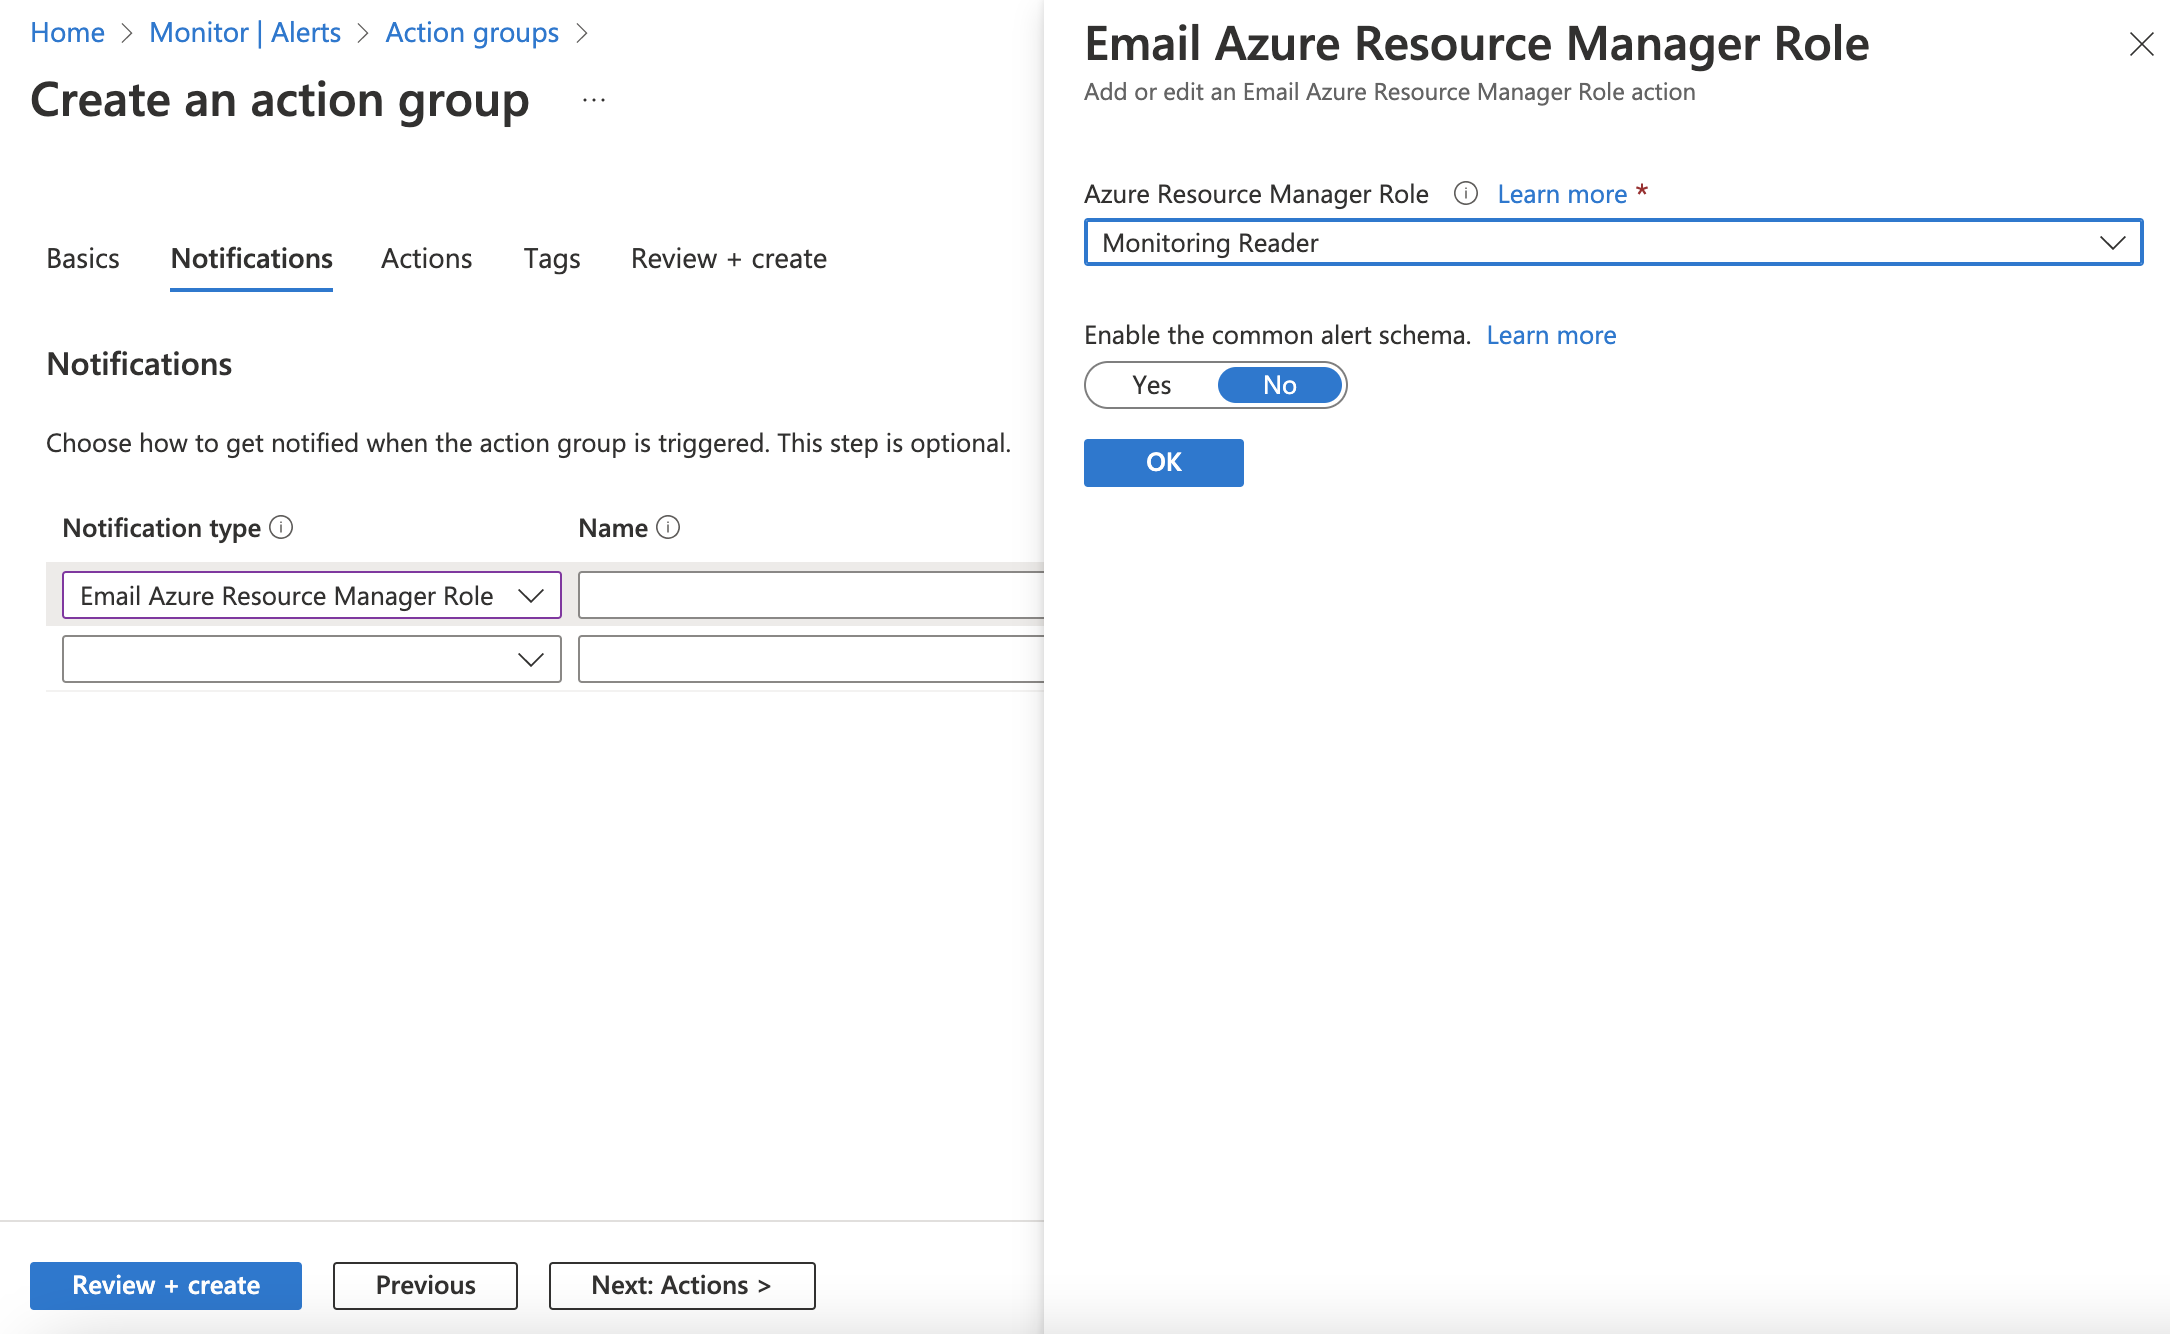 Home > Monitor | Alerts > Action groups >
Create an action group ...
Basics Notifications Actions Tags Review + create
Notifications
Choose how to get notified when the action group is triggered. This step is optional.
Notification type Name
Email Azure Resource Manager Role
Review + create Previous Next: Actions >
Email Azure Resource Manager Role
Add or edit an Email Azure Resource Manager Role action
Azure Resource Manager Role Learn more *
Monitoring Reader
Enable the common alert schema. Learn more
Yes No
OK